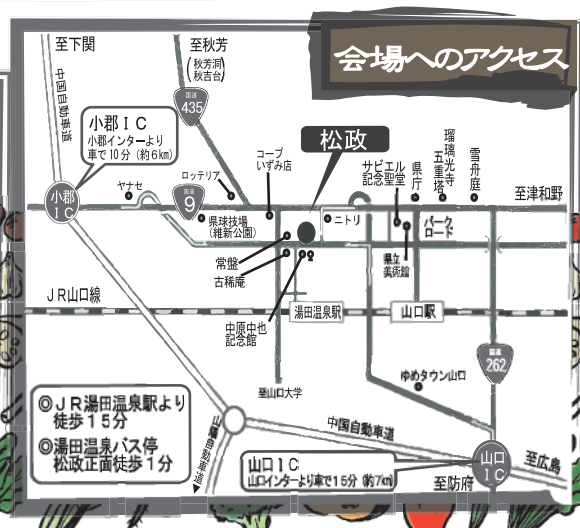 会場へのアクセス
至下関
至秋芳
(秋芳洞
秋吉台)
中国自動車道
国道
435
小郡ＩＣ
小郡インターより
車で10分（約6km）
松政
コープ
いずみ店
ロッテリア
ヤナセ
サビエル
記念聖堂
県庁
瑠璃光寺
五重塔
雪舟庭
至津和野
小郡
ＩＣ
国道
9
県球技場
（維新公園）
ニトリ
パーク
ロード
常盤
古稀庵
県立
美術館
ＪＲ山口線
湯田温泉駅
山口駅
中原中也
記念館
国道
262
至山口大学
ゆめタウン山口
◎ＪＲ湯田温泉駅より
徒歩１５分
◎湯田温泉バス停
松政正面徒歩１分
山陽自動車道
中国自動車道
山口ＩＣ
山口インターより車で15分（約7km）
山口
ＩＣ
至広島
至防府